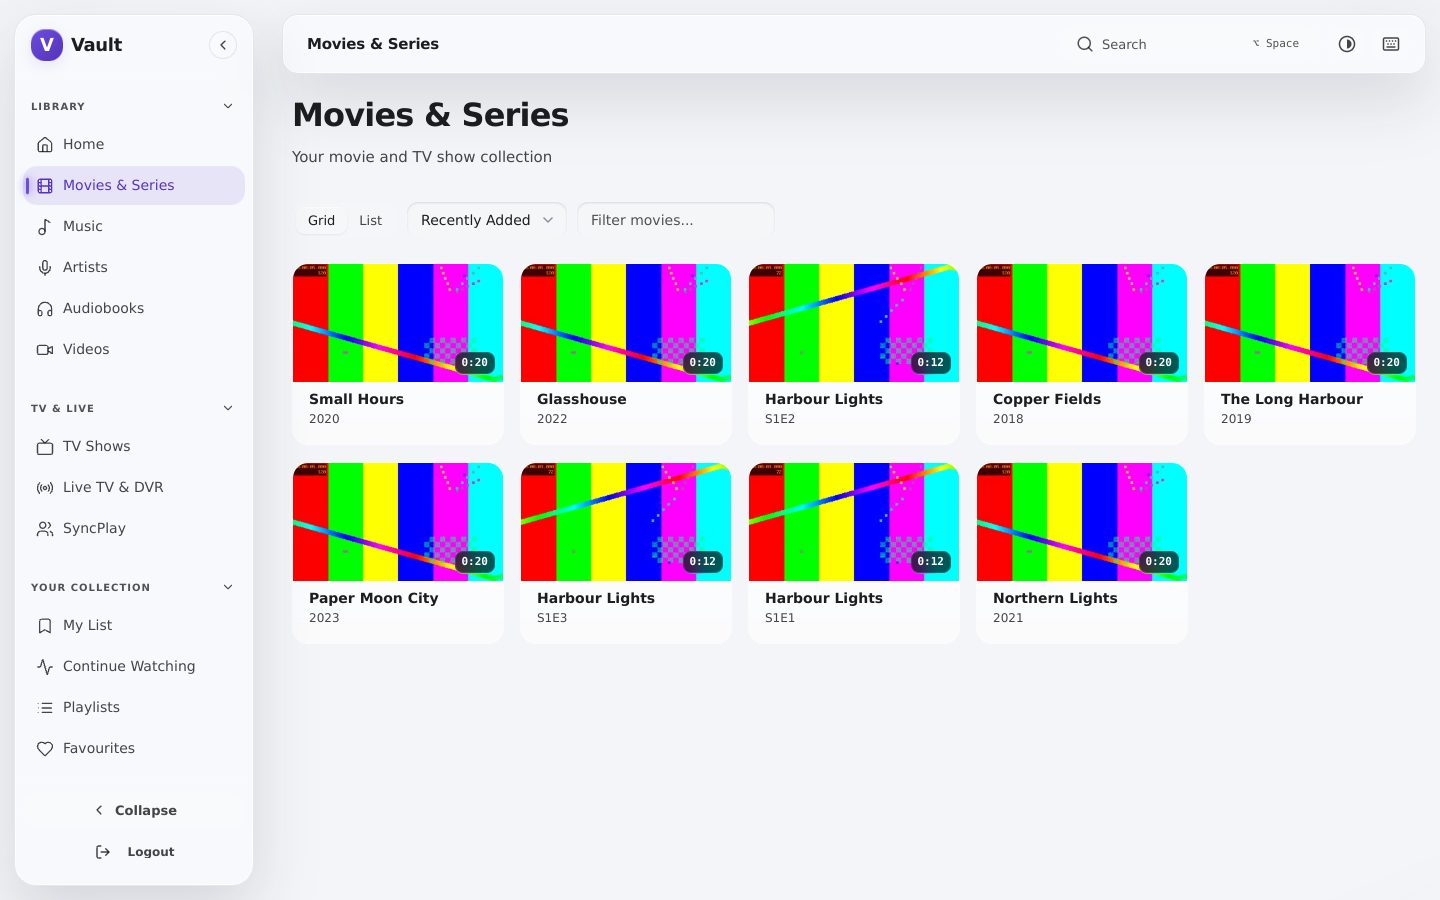 V Vault
LIBRARY
Home
Movies & Series
Music
Artists
Audiobooks
Videos
TV & LIVE
TV Shows
Live TV & DVR
SyncPlay
YOUR COLLECTION
My List
Continue Watching
Playlists
Favourites
Collapse
Logout
Movies & Series
Search
⌥ Space
Movies & Series
Your movie and TV show collection
Grid
List
Recently Added
Filter movies...
0:20
Small Hours
2020
0:20
Glasshouse
2022
0:12
Harbour Lights
S1E2
0:20
Copper Fields
2018
0:20
The Long Harbour
2019
0:20
Paper Moon City
2023
0:12
Harbour Lights
S1E3
0:12
Harbour Lights
S1E1
0:20
Northern Lights
2021